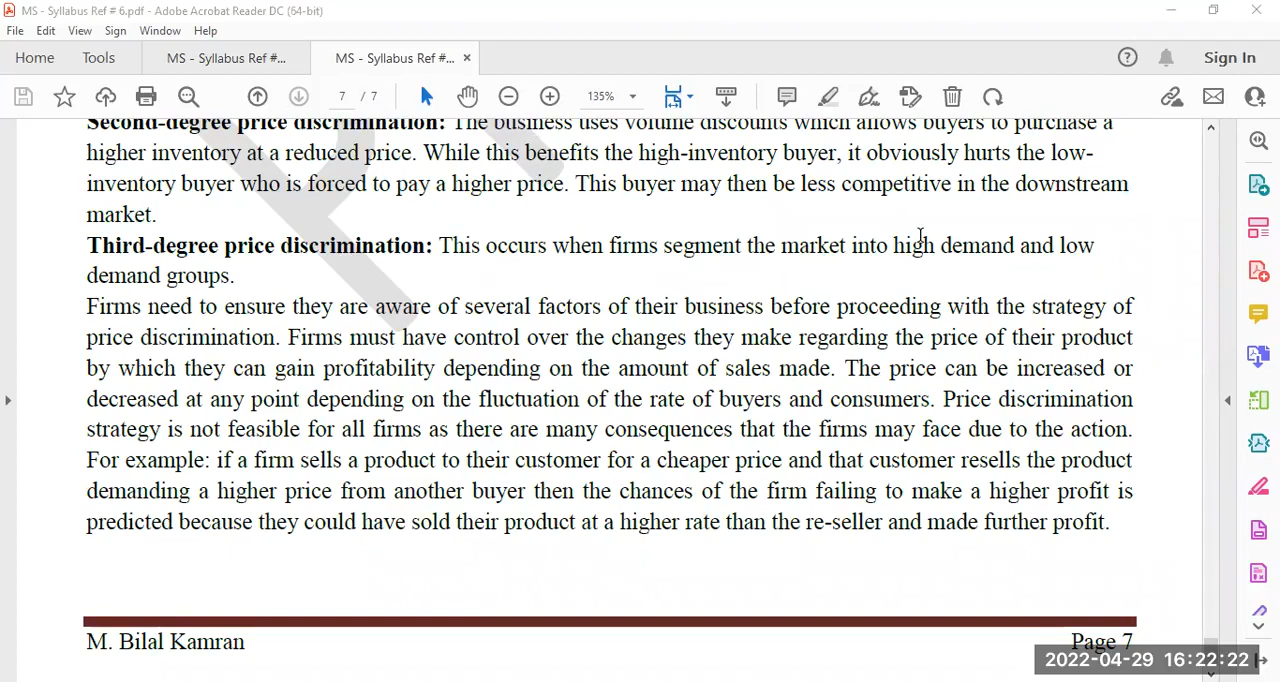 MS - Syllabus Ref # 6.pdf - Adobe Acrobat Reader DC (64-bit)
File Edit View Sign Window Help
Home Tools MS - Syllabus Ref #... MS - Syllabus Ref #... × Sign In
7 / 7 135%
Second-degree price discrimination: The business uses volume discounts which allows buyers to purchase a
higher inventory at a reduced price. While this benefits the high-inventory buyer, it obviously hurts the low-
inventory buyer who is forced to pay a higher price. This buyer may then be less competitive in the downstream
market.
Third-degree price discrimination: This occurs when firms segment the market into high demand and low
demand groups.
Firms need to ensure they are aware of several factors of their business before proceeding with the strategy of
price discrimination. Firms must have control over the changes they make regarding the price of their product
by which they can gain profitability depending on the amount of sales made. The price can be increased or
decreased at any point depending on the fluctuation of the rate of buyers and consumers. Price discrimination
strategy is not feasible for all firms as there are many consequences that the firms may face due to the action.
For example: if a firm sells a product to their customer for a cheaper price and that customer resells the product
demanding a higher price from another buyer then the chances of the firm failing to make a higher profit is
predicted because they could have sold their product at a higher rate than the re-seller and made further profit.
M. Bilal Kamran Page 7
2022-04-29 16:22:22